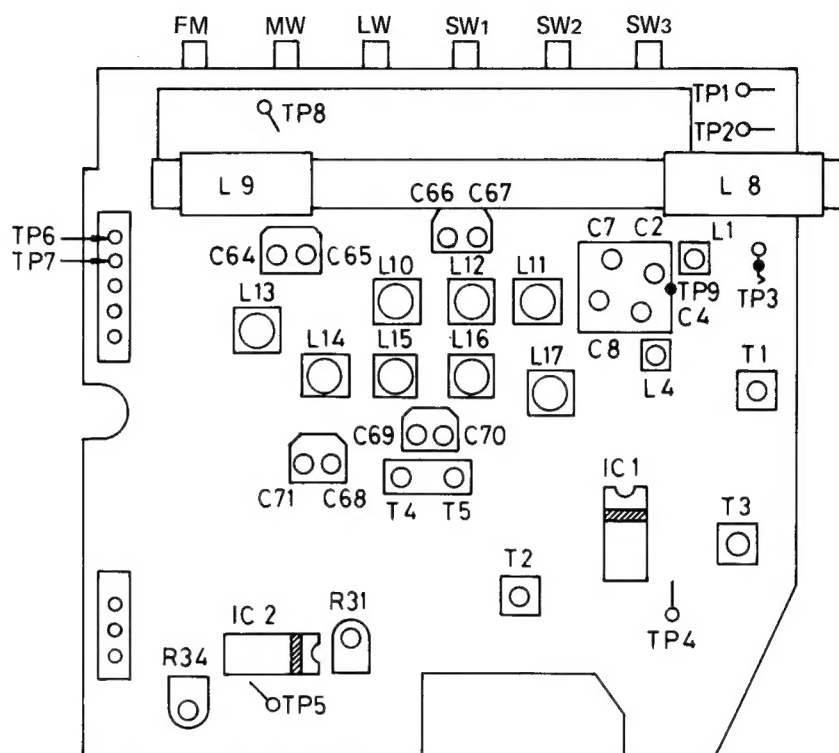 FM MW LW SW1 SW2 SW3
TP1
TP8
TP2
L 9
L 8
C66 C67
C7 C2 L1
TP6
TP7
C64 C65
L10 L12 L11
TP9
TP3
L13
C4
L14 L15 L16
L17
C8
L4
T1
C69 C70
C71 C68
T4 T5
IC 1
T3
T2
R31
IC 2
TP4
R34
TP5